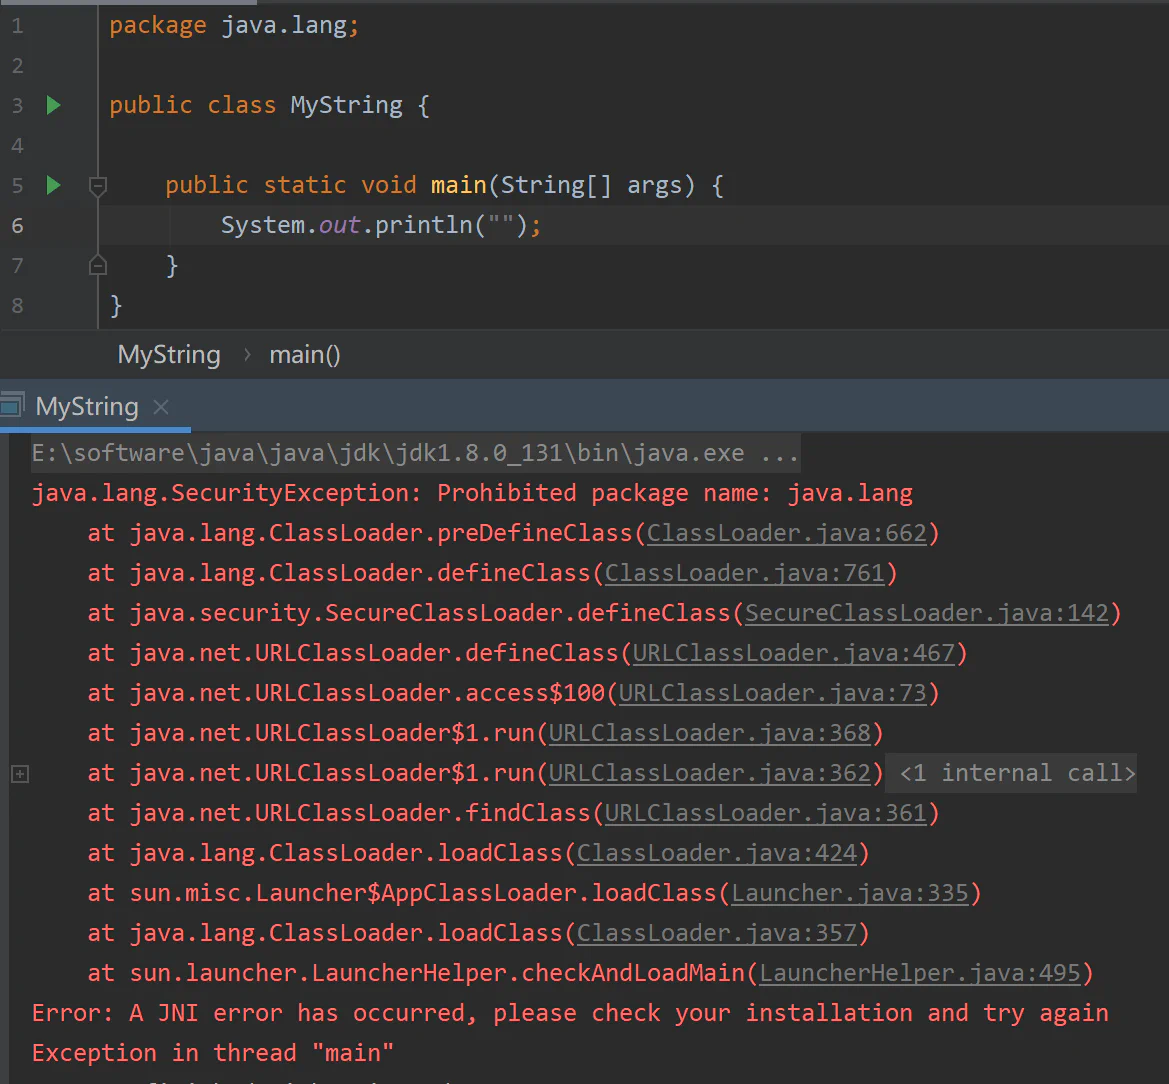 1 package java.lang;
2
3 public class MyString {
4
5 public static void main(String[] args) {
6 System.out.println("");
7 }
8 }
MyString › main()
MyString ×
E:\software\java\java\jdk\jdk1.8.0_131\bin\java.exe ...
java.lang.SecurityException: Prohibited package name: java.lang
at java.lang.ClassLoader.preDefineClass(ClassLoader.java:662)
at java.lang.ClassLoader.defineClass(ClassLoader.java:761)
at java.security.SecureClassLoader.defineClass(SecureClassLoader.java:142)
at java.net.URLClassLoader.defineClass(URLClassLoader.java:467)
at java.net.URLClassLoader.access$100(URLClassLoader.java:73)
at java.net.URLClassLoader$1.run(URLClassLoader.java:368)
at java.net.URLClassLoader$1.run(URLClassLoader.java:362) <1 internal call>
at java.net.URLClassLoader.findClass(URLClassLoader.java:361)
at java.lang.ClassLoader.loadClass(ClassLoader.java:424)
at sun.misc.Launcher$AppClassLoader.loadClass(Launcher.java:335)
at java.lang.ClassLoader.loadClass(ClassLoader.java:357)
at sun.launcher.LauncherHelper.checkAndLoadMain(LauncherHelper.java:495)
Error: A JNI error has occurred, please check your installation and try again
Exception in thread "main"